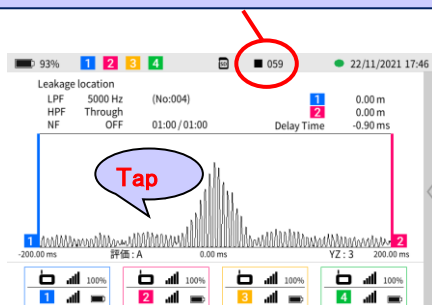 93% 1 2 3 4 059 22/11/2021 17:46
Leakage location
LPF 5000 Hz (No:004) 1 0.00 m
HPF Through 2 0.00 m
NF OFF 01:00 / 01:00 Delay Time -0.90 ms
Tap
1 2
-200.00 ms 評価 : A 0.00 ms YZ : 3 200.00 ms
100% 100% 100% 100%
1 2 3 4